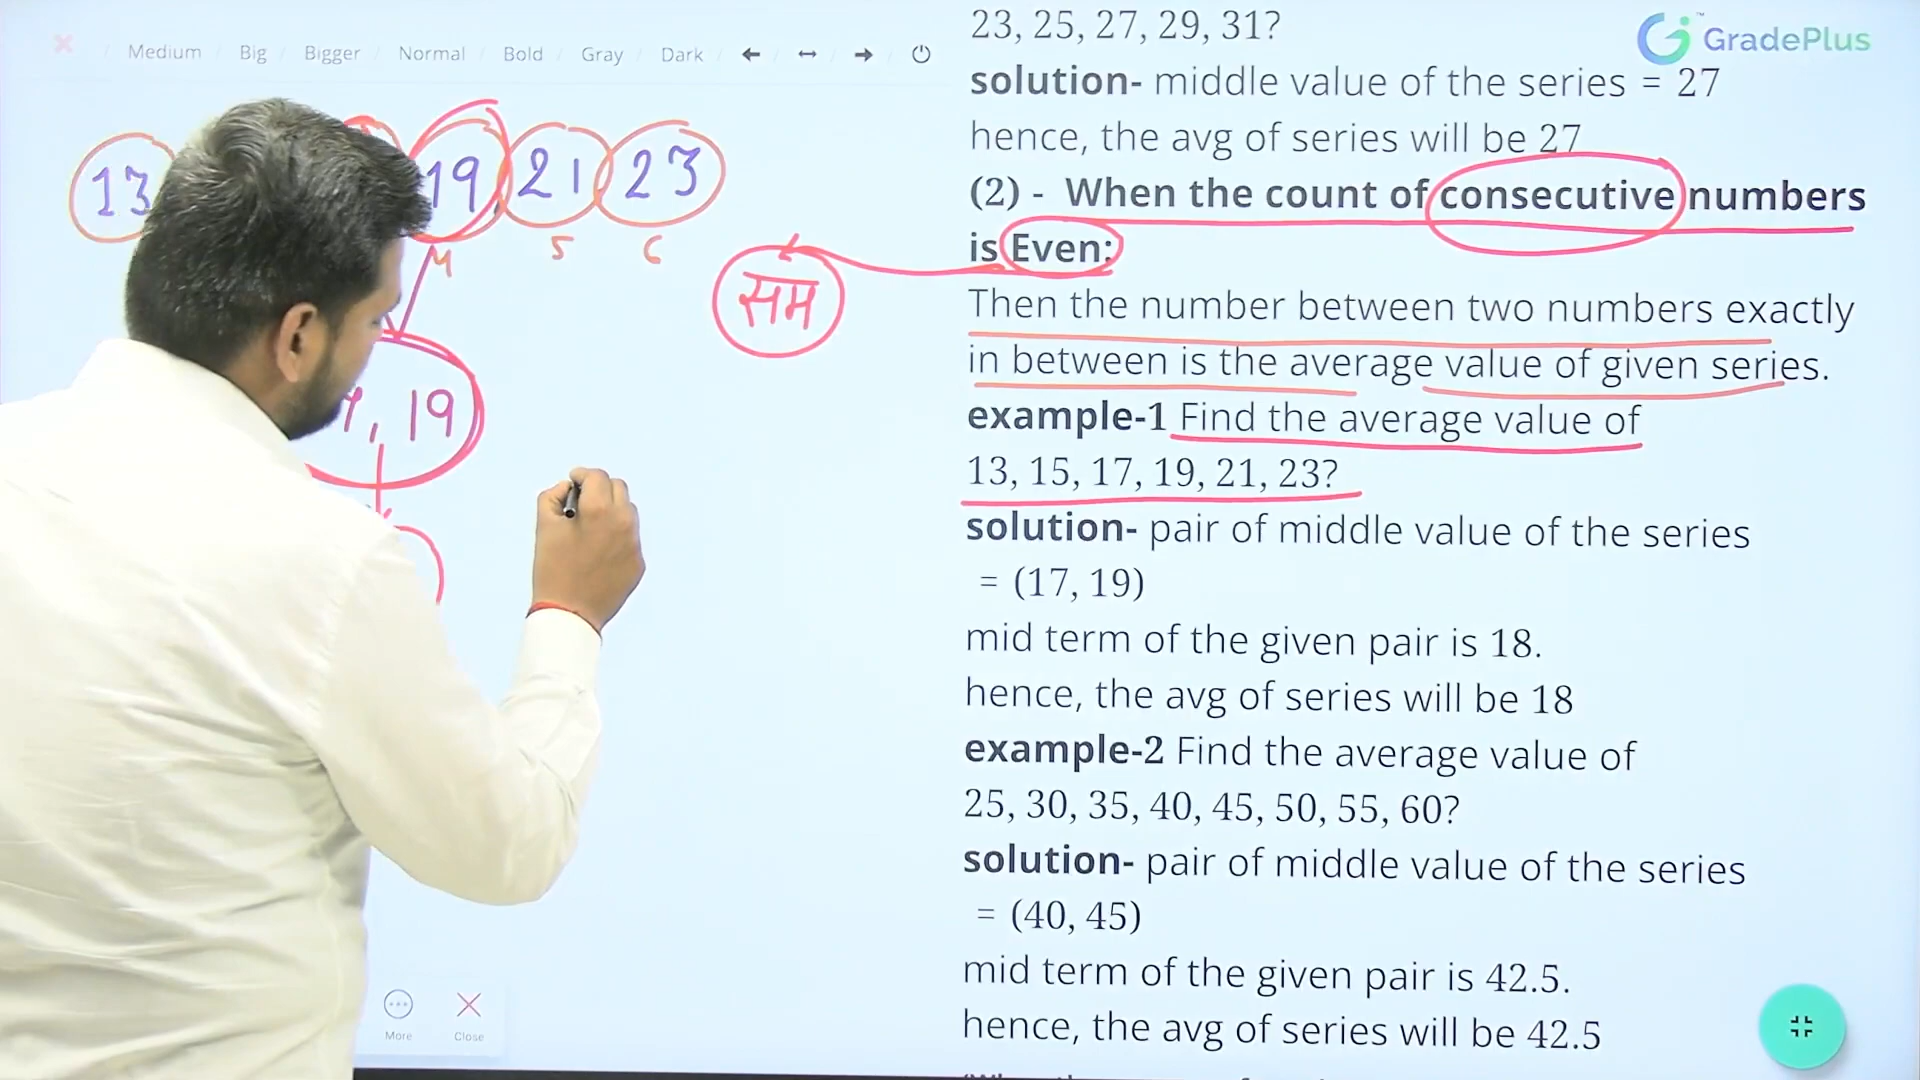 Medium / Big / Bigger / Normal / Bold / Gray / Dark
13 19, 21, 23
4 5 6
, 19
सम
More Close
GradePlus
23, 25, 27, 29, 31?
solution- middle value of the series = 27
hence, the avg of series will be 27
(2) - When the count of consecutive numbers
is Even:
Then the number between two numbers exactly
in between is the average value of given series.
example-1 Find the average value of
13, 15, 17, 19, 21, 23?
solution- pair of middle value of the series
= (17, 19)
mid term of the given pair is 18.
hence, the avg of series will be 18
example-2 Find the average value of
25, 30, 35, 40, 45, 50, 55, 60?
solution- pair of middle value of the series
= (40, 45)
mid term of the given pair is 42.5.
hence, the avg of series will be 42.5